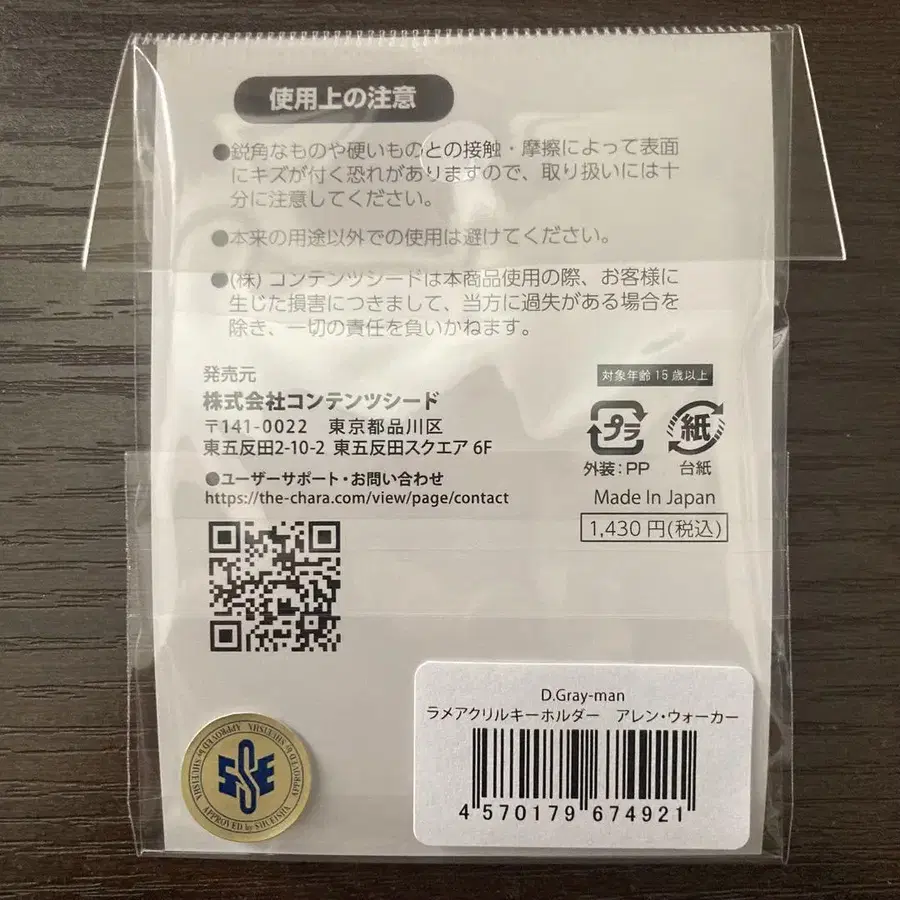 使用上の注意
●鋭角なものや硬いものとの接触・摩擦によって表面
にキズが付く恐れがありますので、取り扱いには十
分に注意してください。
●本来の用途以外での使用は避けてください。
●(株) コンテンツシードは本商品使用の際、お客様に
生じた損害につきまして、当方に過失がある場合を
除き、一切の責任を負いかねます。
発売元
株式会社コンテンツシード
〒141-0022 東京都品川区
東五反田2-10-2 東五反田スクエア 6F
●ユーザーサポート・お問い合わせ
https://the-chara.com/view/page/contact
対象年齢15歳以上
プラ
紙
外装:PP
台紙
Made In Japan
1,430 円(税込)
D.Gray-man
ラメアクリルキーホルダー アレン・ウォーカー
4 570179 674921
APPROVED by SHUEISHA
APPROVED by SHUEISHA
APPROVED by SHUEISHA